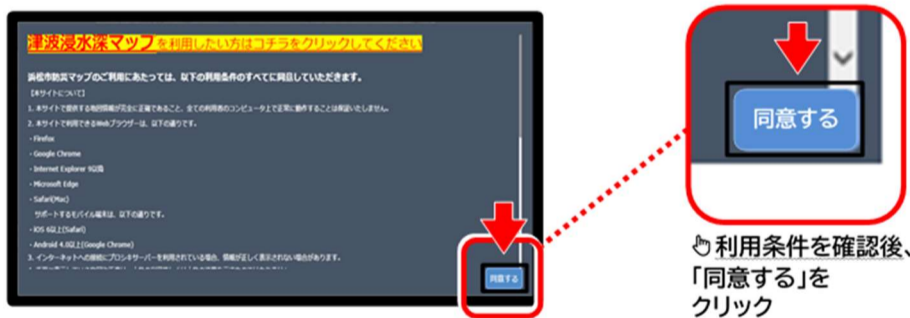 津波浸水深マップを利用したい方はコチラをクリックしてください
浜松市防災マップのご利用にあたっては、以下の利用条件のすべてに同意していただきます。
【本サイトについて】
1. 本サイトで提供する地図情報が完全に正確であること、全ての利用者のコンピュータ上で正常に動作することは保証いたしません。
2. 本サイトで利用できるWebブラウザーは、以下の通りです。
- Firefox
- Google Chrome
- Internet Explorer 9以降
- Microsoft Edge
- Safari(Mac)
サポートするモバイル端末は、以下の通りです。
- iOS 6以上(Safari)
- Android 4.0以上(Google Chrome)
3. インターネットへの接続にプロシキサーバーを利用されている場合、情報が正しく表示されない場合があります。
同意する
同意する
利用条件を確認後、
「同意する」を
クリック